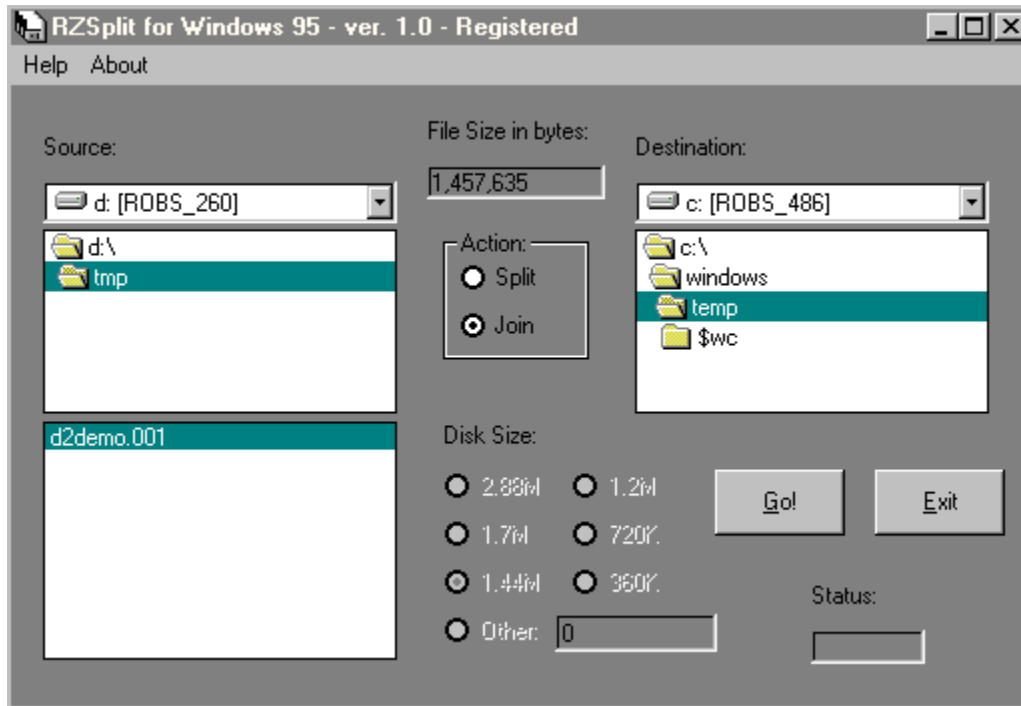 RZSplit for Windows 95 - ver. 1.0 - Registered
Help About
Source:
d: [ROBS_260]
d:\
tmp
d2demo.001
File Size in bytes:
1,457,635
Action:
Split
Join
Destination:
c: [ROBS_486]
c:\
windows
temp
$wc
Disk Size:
2.88M 1.2M
1.7M 720K
1.44M 360K
Other: 0
Go!
Exit
Status: